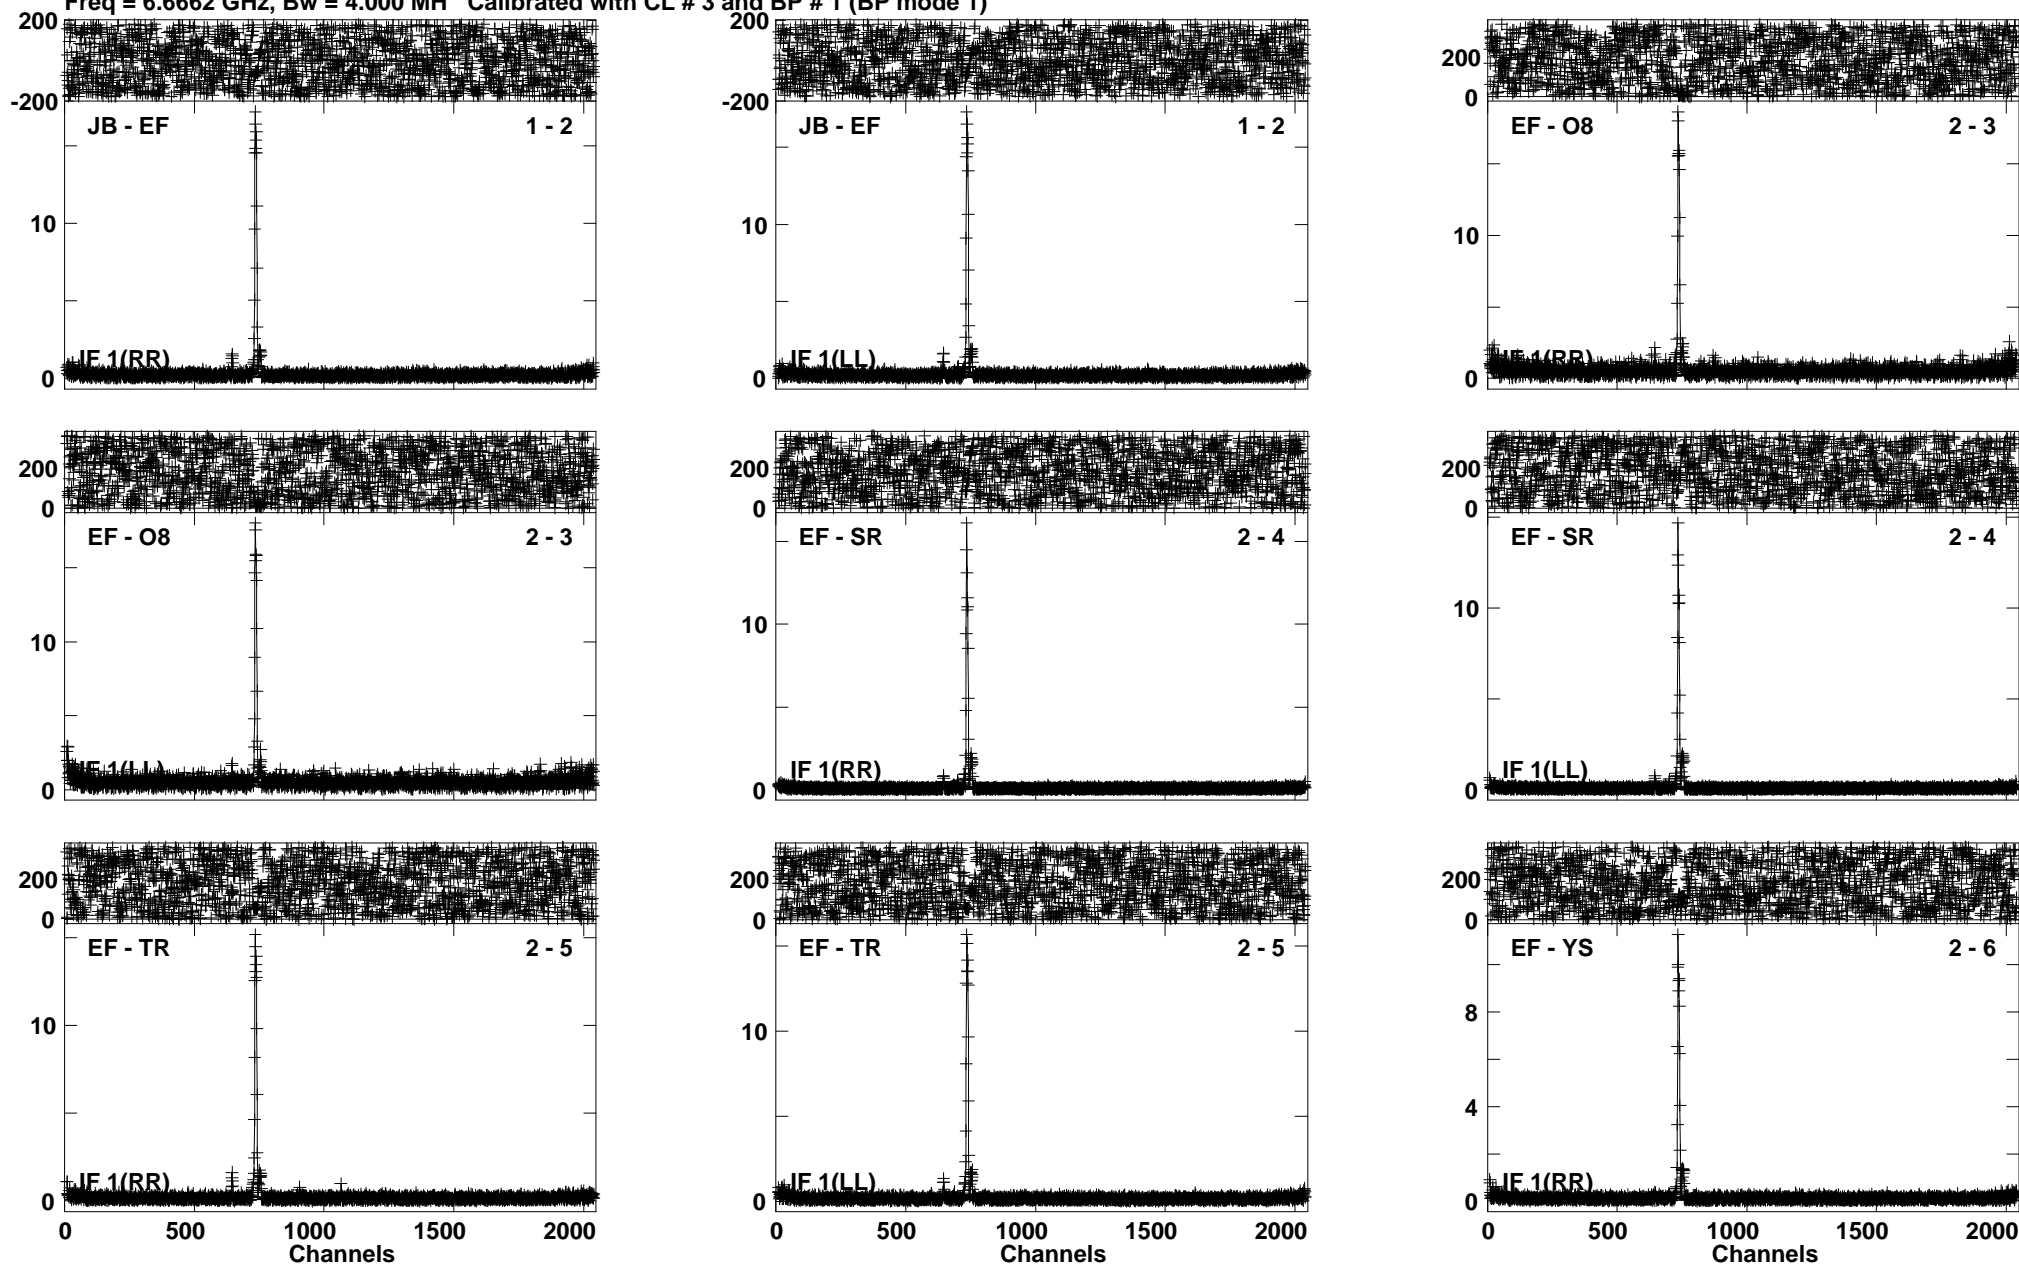 Freq = 6.6662 GHz, Bw = 4.000 MH Calibrated with CL # 3 and BP # 1 (BP mode 1)
200 200
-200 -200 200
0
JB - EF 1 - 2 JB - EF 1 - 2 EF - O8 2 - 3
10 10 10
IF 1(RR) IF 1(LL) IF 1(RR)
0 0 0
200 200 200
0 0 0
EF - O8 2 - 3 EF - SR 2 - 4 EF - SR 2 - 4
10 10 10
IF 1(LL) IF 1(RR) IF 1(LL)
0 0 0
200 200 200
0 0 0
EF - TR 2 - 5 EF - TR 2 - 5 EF - YS 2 - 6
10 10 8
4
IF 1(RR) IF 1(LL) IF 1(RR)
0 0 0
0 500 1000 1500 2000 0 500 1000 1500 2000 0 500 1000 1500 2000
Channels Channels Channels